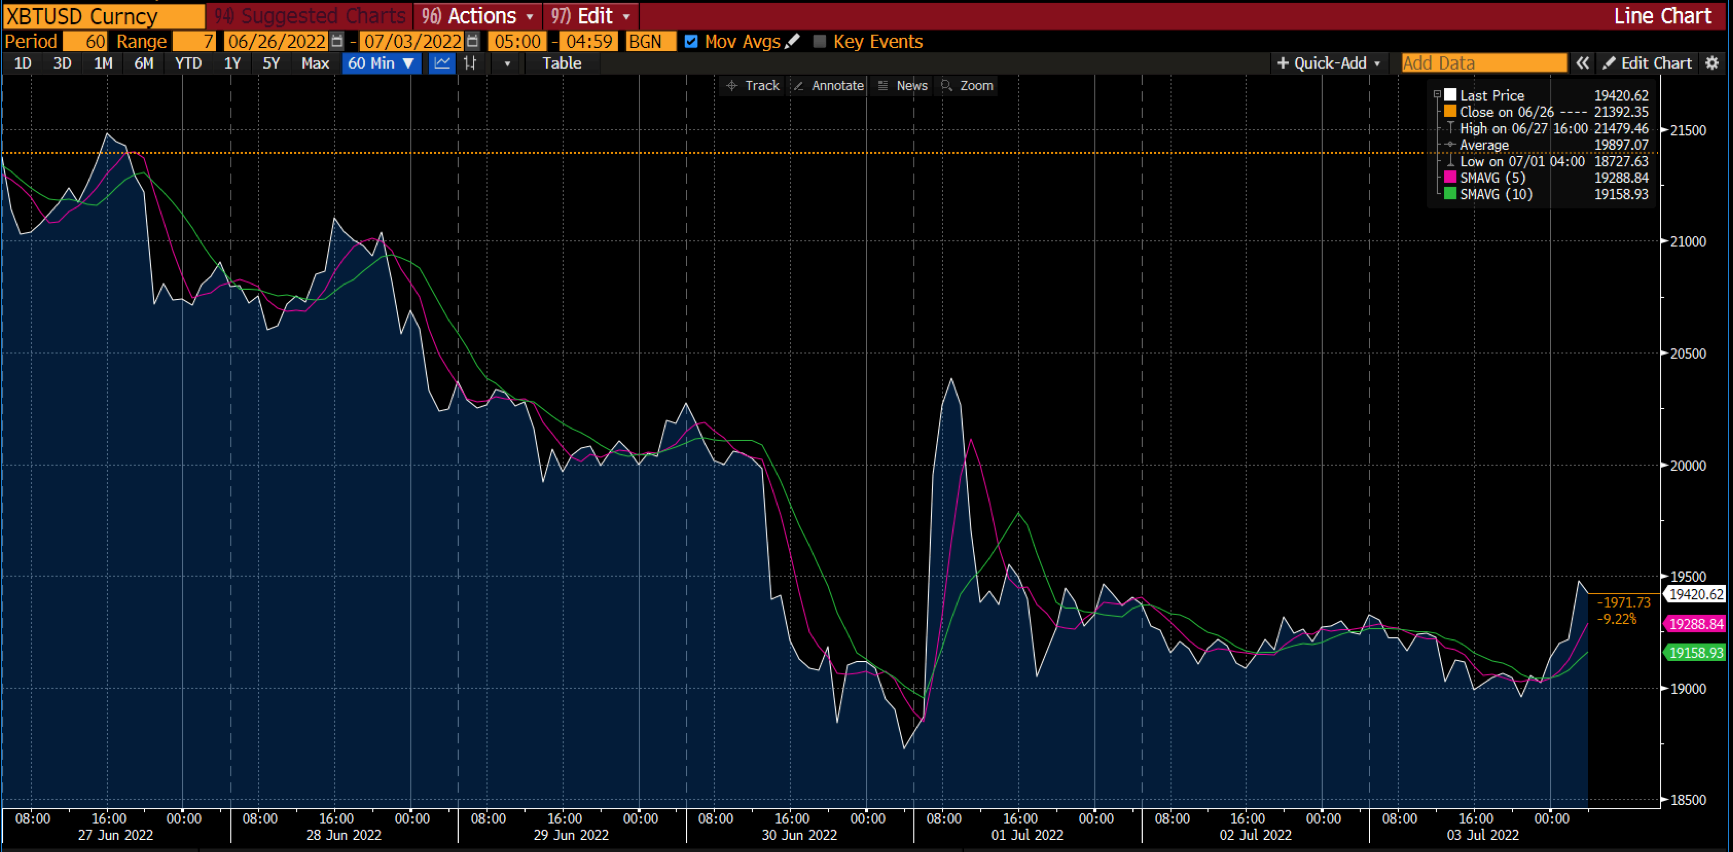 XBTUSD Curncy 94) Suggested Charts 96) Actions 97) Edit Line Chart
Period 60 Range 7 06/26/2022 - 07/03/2022 05:00 - 04:59 BGN Mov Avgs Key Events
1D 3D 1M 6M YTD 1Y 5Y Max 60 Min ▼ Table + Quick-Add Add Data « Edit Chart
Track Annotate News Zoom
Last Price 19420.62
Close on 06/26 ---- 21392.35
High on 06/27 16:00 21479.46
Average 19897.07
Low on 07/01 04:00 18727.63
SMAVG (5) 19288.84
SMAVG (10) 19158.93
21500
21000
20500
20000
19500
19420.62
-1971.73
-9.22%
19288.84
19158.93
19000
18500
08:00 16:00 00:00 08:00 16:00 00:00 08:00 16:00 00:00 08:00 16:00 00:00 08:00 16:00 00:00 08:00 16:00 00:00 08:00 16:00 00:00
27 Jun 2022 28 Jun 2022 29 Jun 2022 30 Jun 2022 01 Jul 2022 02 Jul 2022 03 Jul 2022